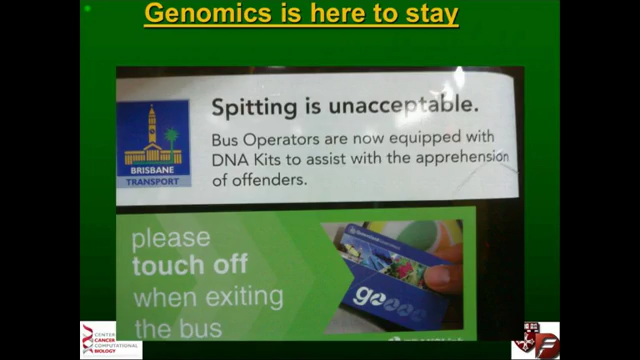 Genomics is here to stay
Spitting is unacceptable.
Bus Operators are now equipped with
DNA Kits to assist with the apprehension
of offenders.
BRISBANE
TRANSPORT
please
touch off
when exiting
the bus
go
CENTER
CANCER
COMPUTATIONAL
BIOLOGY